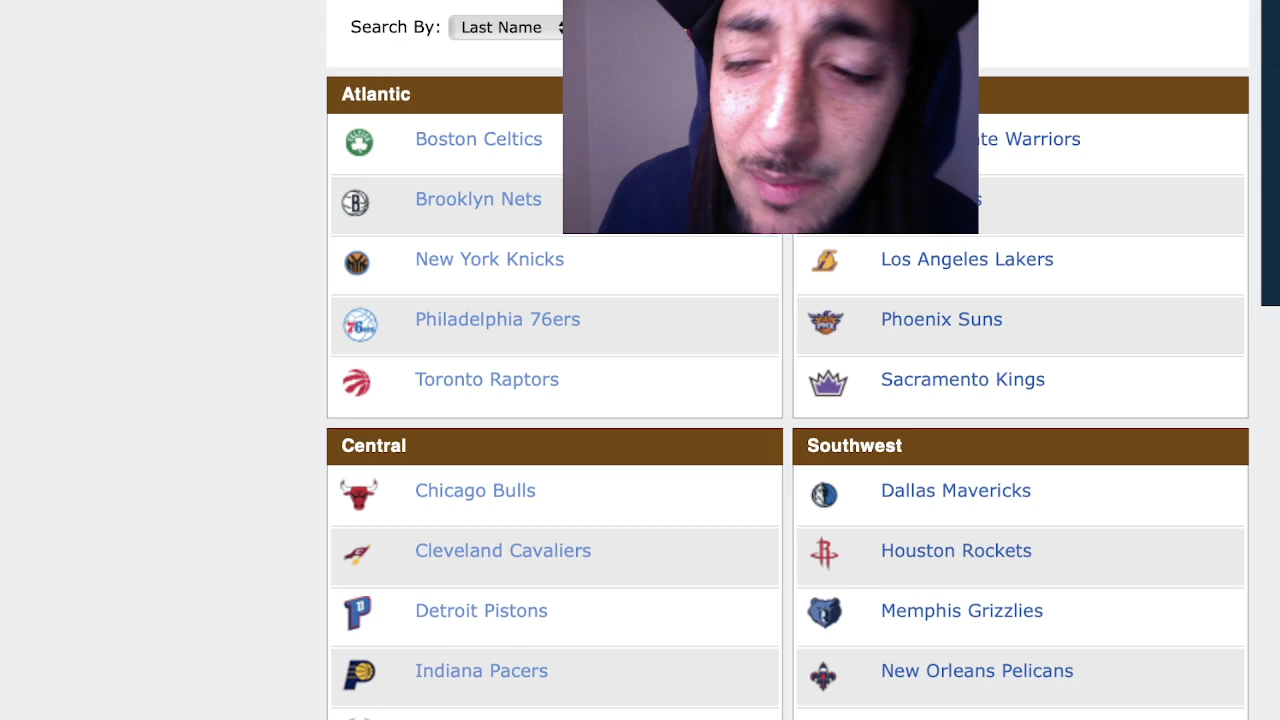 Search By: Last Name
Atlantic
Boston Celtics
Brooklyn Nets
New York Knicks
Philadelphia 76ers
Toronto Raptors
Warriors
Los Angeles Lakers
Phoenix Suns
Sacramento Kings
Central
Chicago Bulls
Cleveland Cavaliers
Detroit Pistons
Indiana Pacers
Southwest
Dallas Mavericks
Houston Rockets
Memphis Grizzlies
New Orleans Pelicans